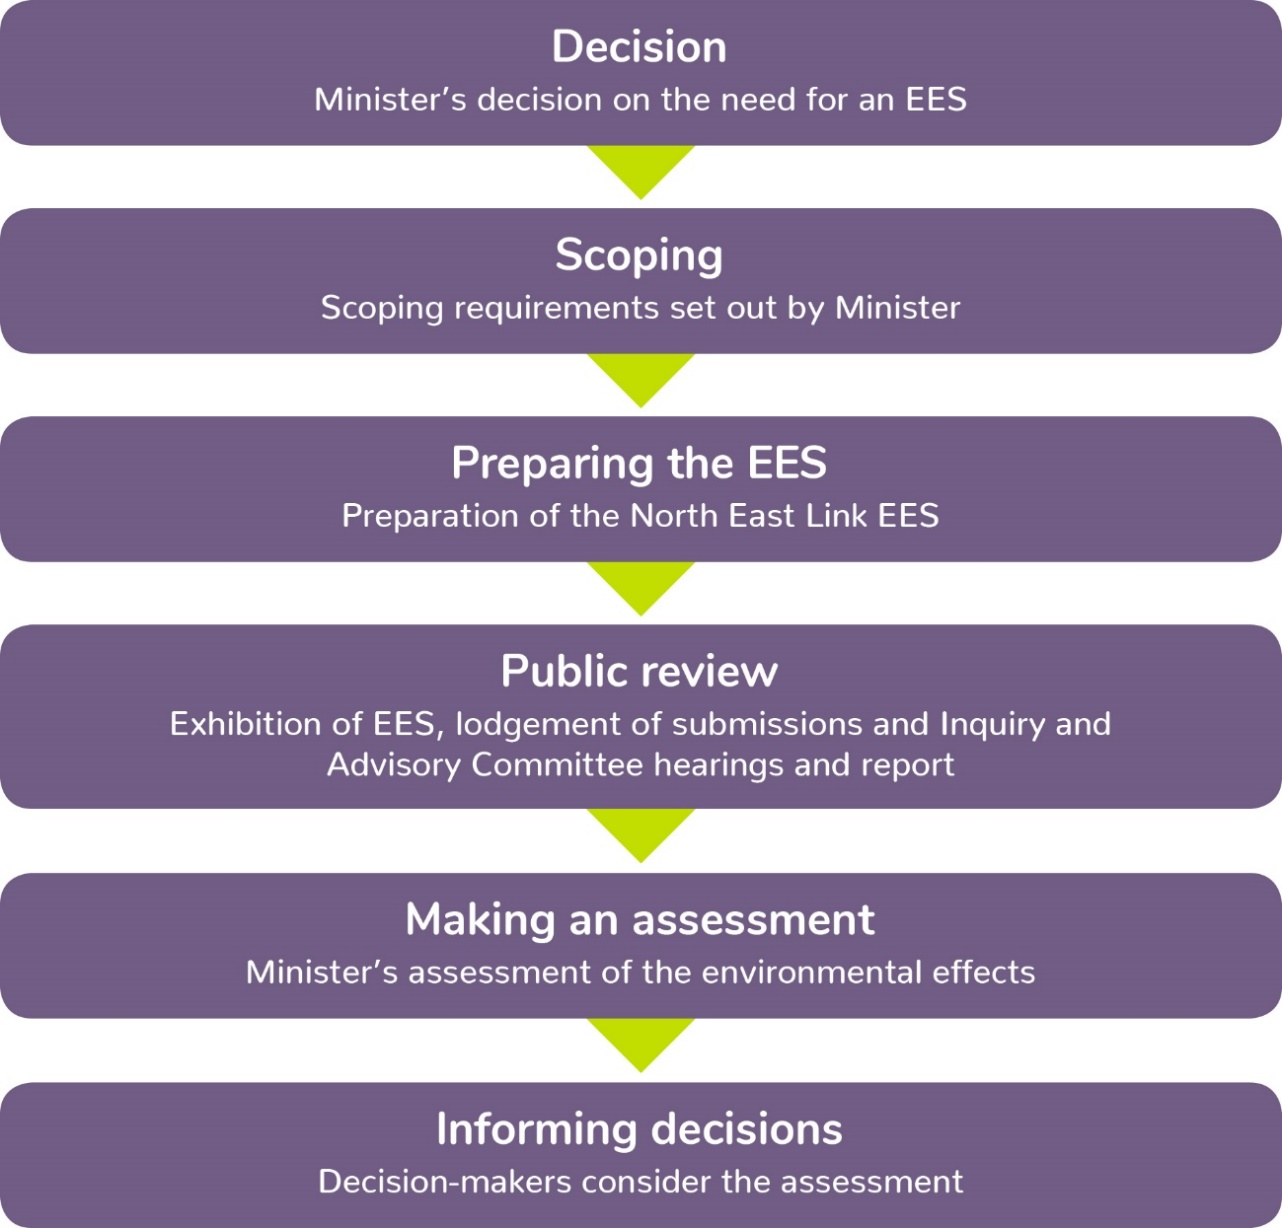 Decision
Minister’s decision on the need for an EES
Scoping
Scoping requirements set out by Minister
Preparing the EES
Preparation of the North East Link EES
Public review
Exhibition of EES, lodgement of submissions and Inquiry and
Advisory Committee hearings and report
Making an assessment
Minister’s assessment of the environmental effects
Informing decisions
Decision-makers consider the assessment